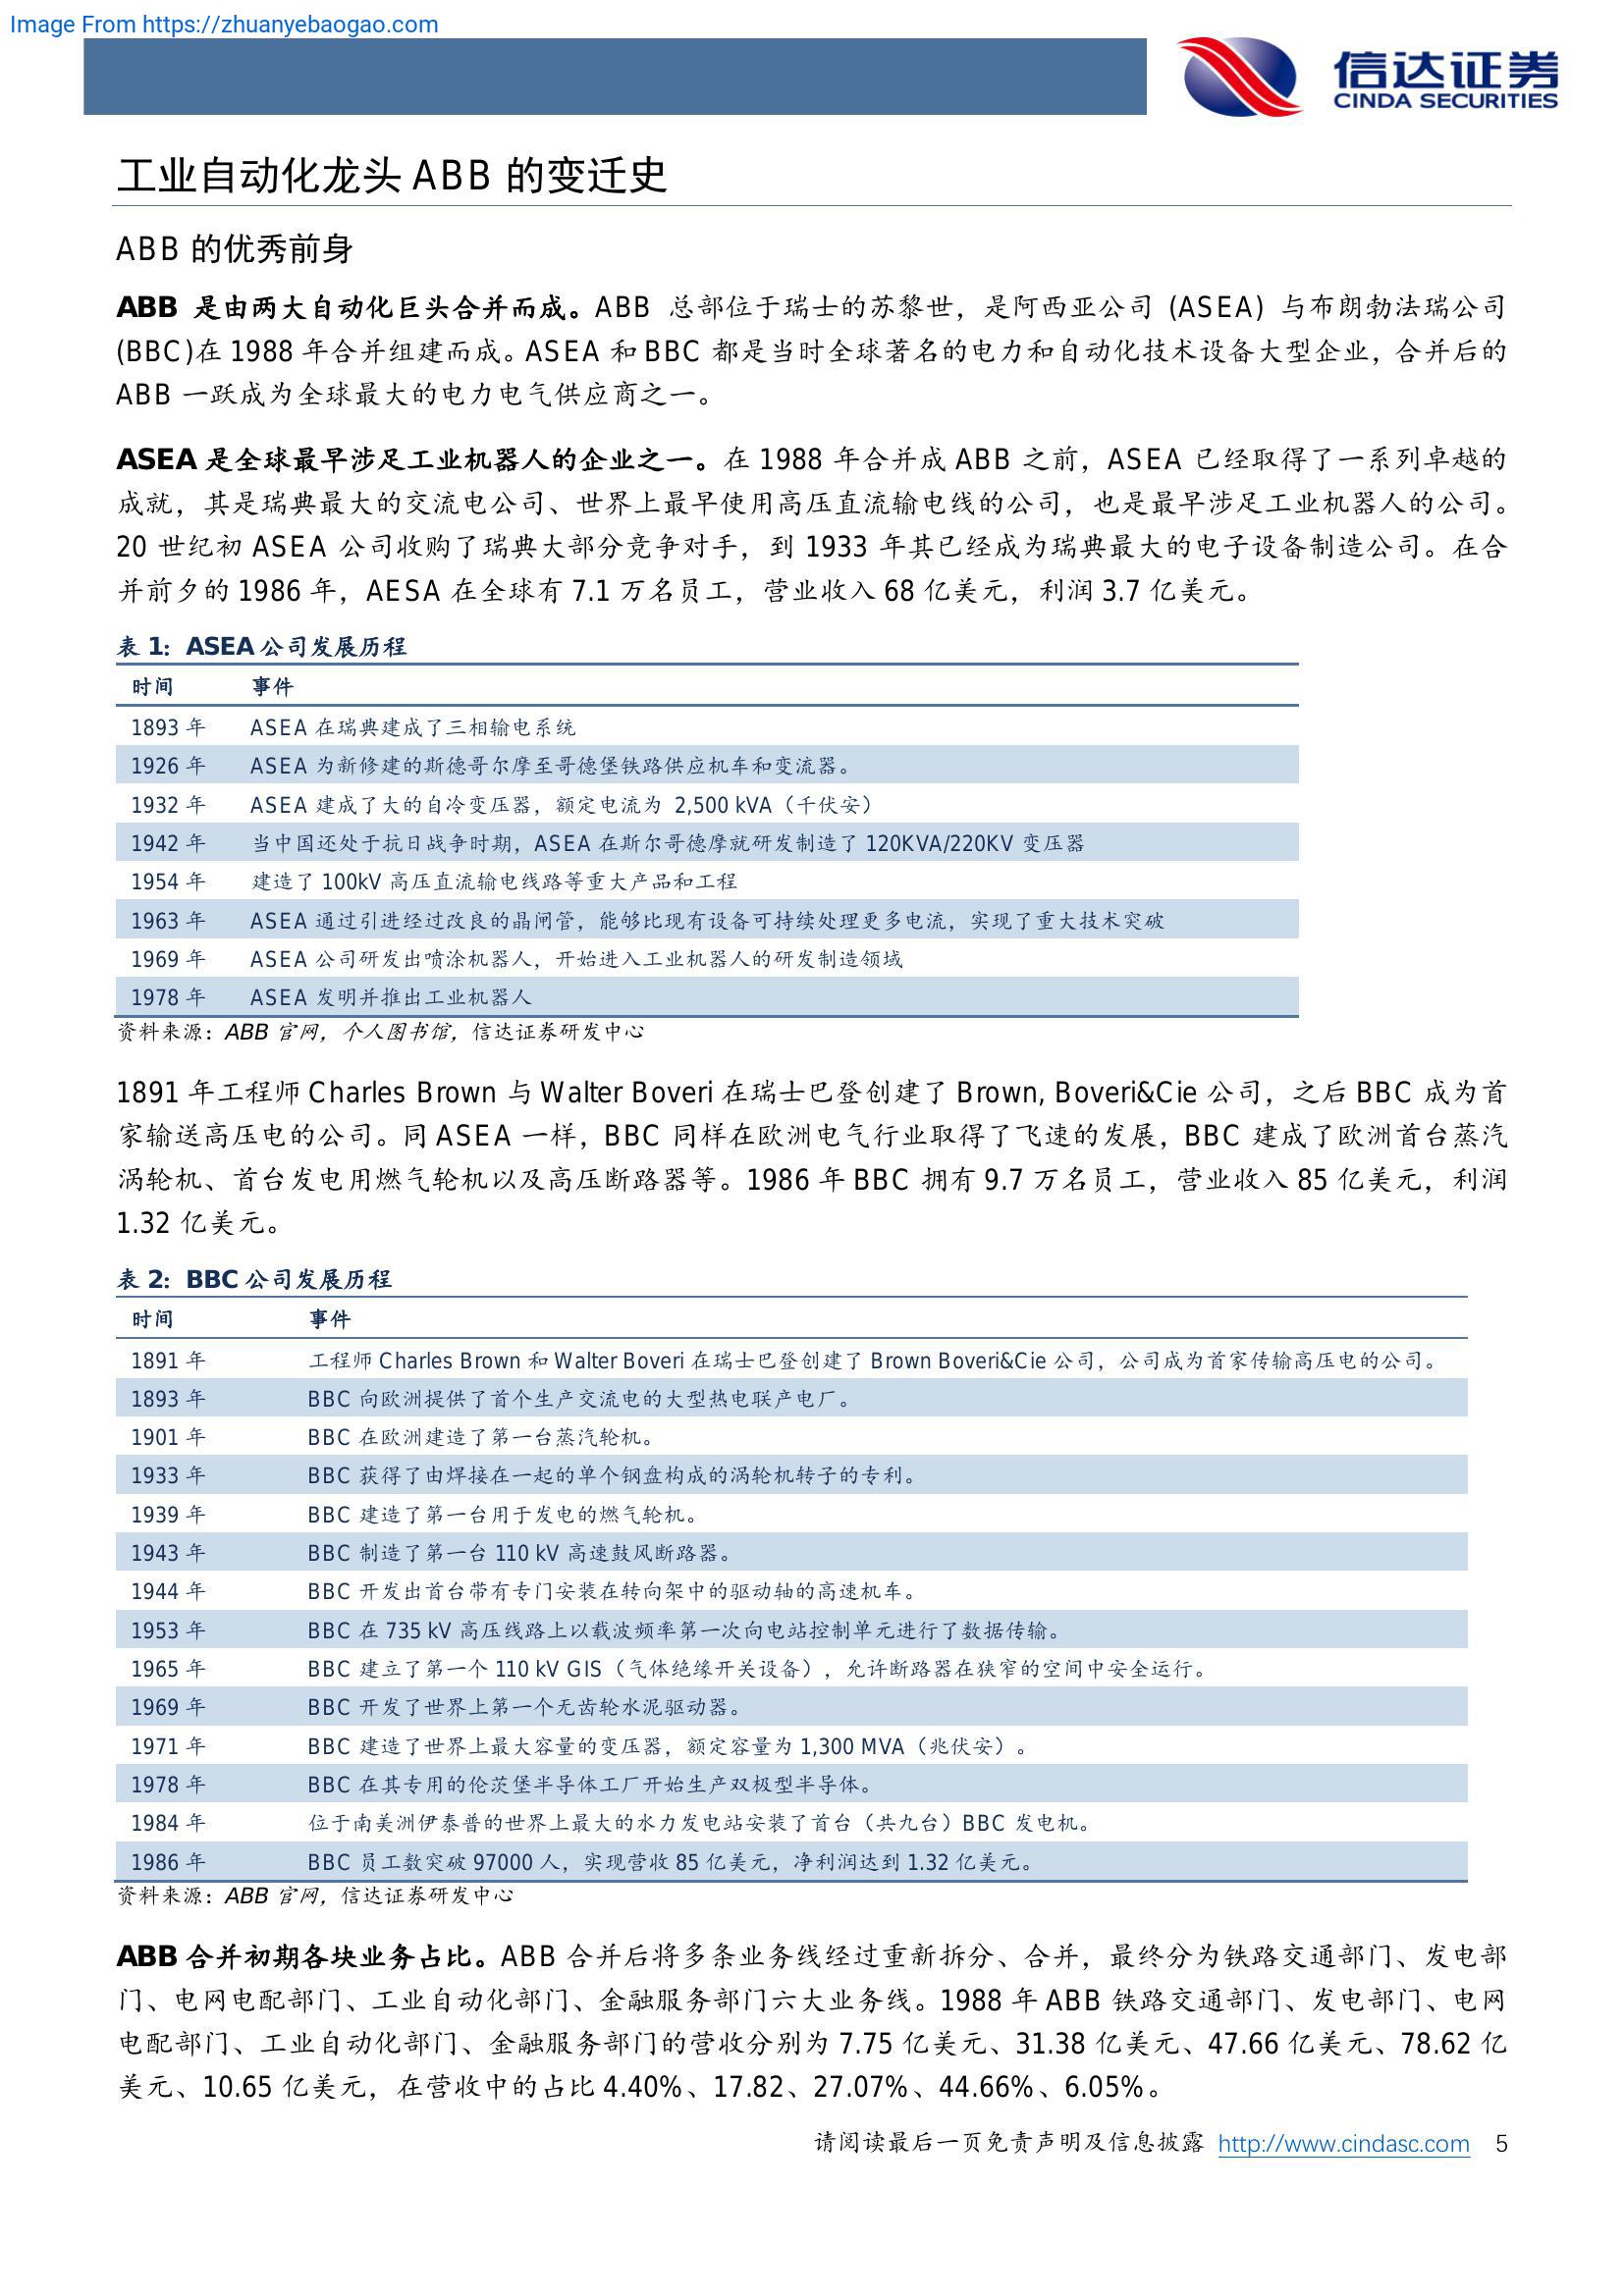 Image From https://zhuanyebaogao.com
信达证券
CINDA SECURITIES
工业自动化龙头 ABB 的变迁史
ABB 的优秀前身
ABB 是由两大自动化巨头合并而成。ABB 总部位于瑞士的苏黎世，是阿西亚公司 (ASEA) 与布朗勃法瑞公司
(BBC)在 1988 年合并组建而成。ASEA 和 BBC 都是当时全球著名的电力和自动化技术设备大型企业，合并后的
ABB 一跃成为全球最大的电力电气供应商之一。
ASEA 是全球最早涉足工业机器人的企业之一。在 1988 年合并成 ABB 之前，ASEA 已经取得了一系列卓越的
成就，其是瑞典最大的交流电公司、世界上最早使用高压直流输电线的公司，也是最早涉足工业机器人的公司。
20 世纪初 ASEA 公司收购了瑞典大部分竞争对手，到 1933 年其已经成为瑞典最大的电子设备制造公司。在合
并前夕的 1986 年，AESA 在全球有 7.1 万名员工，营业收入 68 亿美元，利润 3.7 亿美元。
表 1：ASEA 公司发展历程
时间 事件
1893 年 ASEA 在瑞典建成了三相输电系统
1926 年 ASEA 为新修建的斯德哥尔摩至哥德堡铁路供应机车和变流器。
1932 年 ASEA 建成了大的自冷变压器，额定电流为 2,500 kVA（千伏安）
1942 年 当中国还处于抗日战争时期，ASEA 在斯尔哥德摩就研发制造了 120KVA/220KV 变压器
1954 年 建造了 100kV 高压直流输电线路等重大产品和工程
1963 年 ASEA 通过引进经过改良的晶闸管，能够比现有设备可持续处理更多电流，实现了重大技术突破
1969 年 ASEA 公司研发出喷涂机器人，开始进入工业机器人的研发制造领域
1978 年 ASEA 发明并推出工业机器人
资料来源：ABB 官网，个人图书馆，信达证券研发中心
1891 年工程师 Charles Brown 与 Walter Boveri 在瑞士巴登创建了 Brown, Boveri&Cie 公司，之后 BBC 成为首
家输送高压电的公司。同 ASEA 一样，BBC 同样在欧洲电气行业取得了飞速的发展，BBC 建成了欧洲首台蒸汽
涡轮机、首台发电用燃气轮机以及高压断路器等。1986 年 BBC 拥有 9.7 万名员工，营业收入 85 亿美元，利润
1.32 亿美元。
表 2：BBC 公司发展历程
时间 事件
1891 年 工程师 Charles Brown 和 Walter Boveri 在瑞士巴登创建了 Brown Boveri&Cie 公司，公司成为首家传输高压电的公司。
1893 年 BBC 向欧洲提供了首个生产交流电的大型热电联产电厂。
1901 年 BBC 在欧洲建造了第一台蒸汽轮机。
1933 年 BBC 获得了由焊接在一起的单个钢盘构成的涡轮机转子的专利。
1939 年 BBC 建造了第一台用于发电的燃气轮机。
1943 年 BBC 制造了第一台 110 kV 高速鼓风断路器。
1944 年 BBC 开发出首台带有专门安装在转向架中的驱动轴的高速机车。
1953 年 BBC 在 735 kV 高压线路上以载波频率第一次向电站控制单元进行了数据传输。
1965 年 BBC 建立了第一个 110 kV GIS（气体绝缘开关设备），允许断路器在狭窄的空间中安全运行。
1969 年 BBC 开发了世界上第一个无齿轮水泥驱动器。
1971 年 BBC 建造了世界上最大容量的变压器，额定容量为 1,300 MVA（兆伏安）。
1978 年 BBC 在其专用的伦茨堡半导体工厂开始生产双极型半导体。
1984 年 位于南美洲伊泰普的世界上最大的水力发电站安装了首台（共九台）BBC 发电机。
1986 年 BBC 员工数突破 97000 人，实现营收 85 亿美元，净利润达到 1.32 亿美元。
资料来源：ABB 官网，信达证券研发中心
ABB 合并初期各块业务占比。ABB 合并后将多条业务线经过重新拆分、合并，最终分为铁路交通部门、发电部
门、电网电配部门、工业自动化部门、金融服务部门六大业务线。1988 年 ABB 铁路交通部门、发电部门、电网
电配部门、工业自动化部门、金融服务部门的营收分别为 7.75 亿美元、31.38 亿美元、47.66 亿美元、78.62 亿
美元、10.65 亿美元，在营收中的占比 4.40%、17.82、27.07%、44.66%、6.05%。
请阅读最后一页免责声明及信息披露 http://www.cindasc.com 5